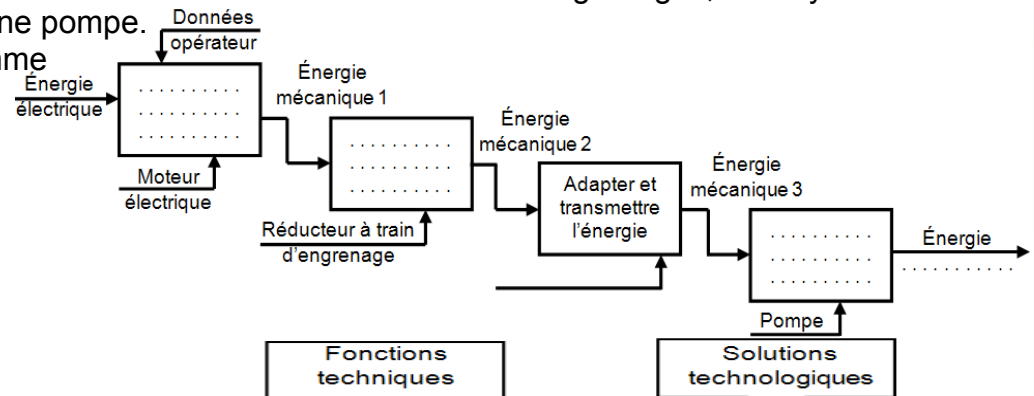 ne pompe.
Données
opérateur
Énergie
électrique
. . . . . . . . . .
. . . . . . . . . .
. . . . . . . . . .
Moteur
électrique
Énergie
mécanique 1
. . . . . . . . . .
. . . . . . . . . .
. . . . . . . . . .
Réducteur à train
d'engrenage
Énergie
mécanique 2
Adapter et
transmettre
l'énergie
Énergie
mécanique 3
. . . . . . . . . .
. . . . . . . . . .
. . . . . . . . . .
Pompe
Énergie
. . . . . . . . . . .
Fonctions
techniques
Solutions
technologiques